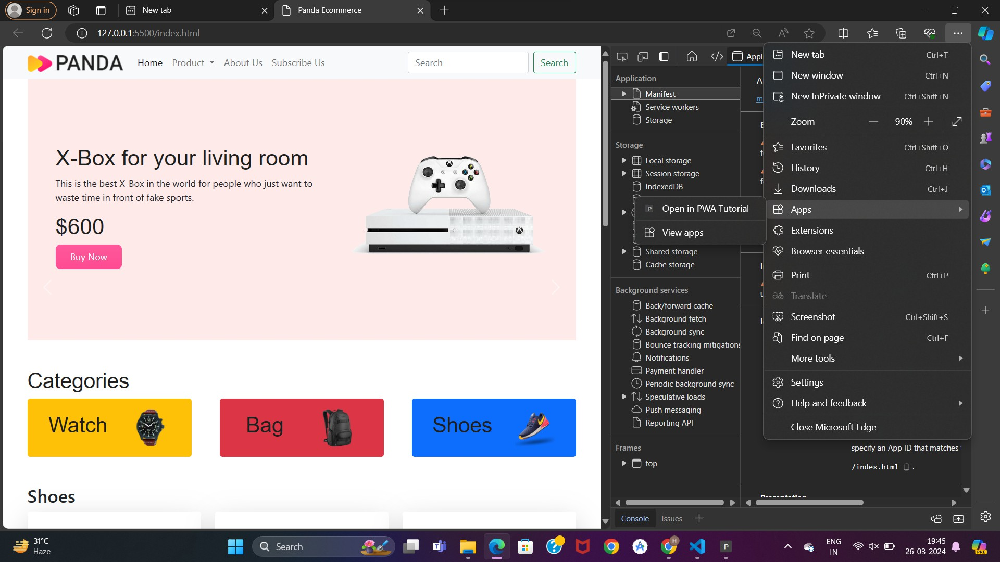 Sign in
New tab
Panda Ecommerce
127.0.0.1:5500/index.html
PANDA
Home
Product
About Us
Subscribe Us
Search
Search
X-Box for your living room
This is the best X-Box in the world for people who just want to
waste time in front of fake sports.
$600
Buy Now
Categories
Watch
Bag
Shoes
Shoes
Appl
Application
Manifest
Service workers
Storage
Storage
Local storage
Session storage
IndexedDB
Shared storage
Cache storage
Background services
Back/forward cache
Background fetch
Background sync
Bounce tracking mitigations
Notifications
Payment handler
Periodic background sync
Speculative loads
Push messaging
Reporting API
Frames
top
Open in PWA Tutorial
View apps
New tab Ctrl+T
New window Ctrl+N
New InPrivate window Ctrl+Shift+N
Zoom 90%
Favorites Ctrl+Shift+O
History Ctrl+H
Downloads Ctrl+J
Apps
Extensions
Browser essentials
Print Ctrl+P
Translate
Screenshot Ctrl+Shift+S
Find on page Ctrl+F
More tools
Settings
Help and feedback
Close Microsoft Edge
specify an App ID that matches
/index.html .
Presentation
Console
Issues
31°C
Haze
Search
ENG
IN
19:45
26-03-2024